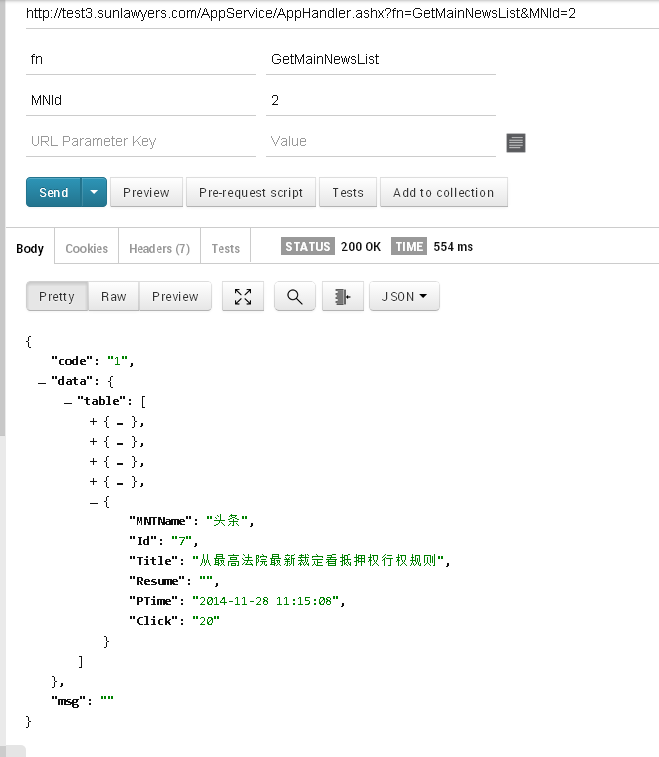 http://test3.sunlawyers.com/AppService/AppHandler.ashx?fn=GetMainNewsList&MNId=2
fn GetMainNewsList
MNId 2
URL Parameter Key Value
Send Preview Pre-request script Tests Add to collection
Body Cookies Headers (7) Tests STATUS 200 OK TIME 554 ms
Pretty Raw Preview JSON
{
"code": "1",
– "data": {
– "table": [
+ { … },
+ { … },
+ { … },
+ { … },
– {
"MNTName": "头条",
"Id": "7",
"Title": "从最高法院最新裁定看抵押权行权规则",
"Resume": "",
"PTime": "2014-11-28 11:15:08",
"Click": "20"
}
]
},
"msg": ""
}